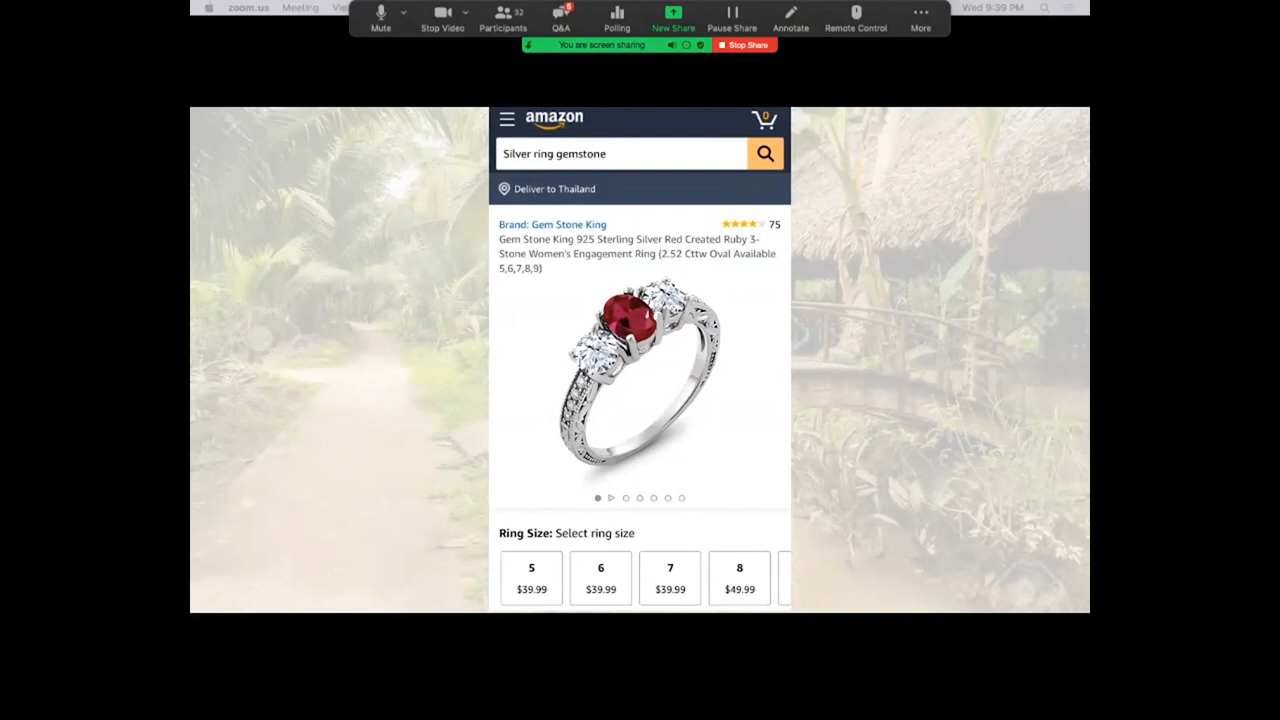 zoom.us Meeting
Wed 9:39 PM
Mute
Stop Video
Participants 32
Q&A
Polling
New Share
Pause Share
Annotate
Remote Control
More
You are screen sharing
Stop Share
amazon
0
Silver ring gemstone
Deliver to Thailand
Brand: Gem Stone King 75
Gem Stone King 925 Sterling Silver Red Created Ruby 3-
Stone Women's Engagement Ring (2.52 Cttw Oval Available
5,6,7,8,9)
Ring Size: Select ring size
5 6 7 8
$39.99 $39.99 $39.99 $49.99